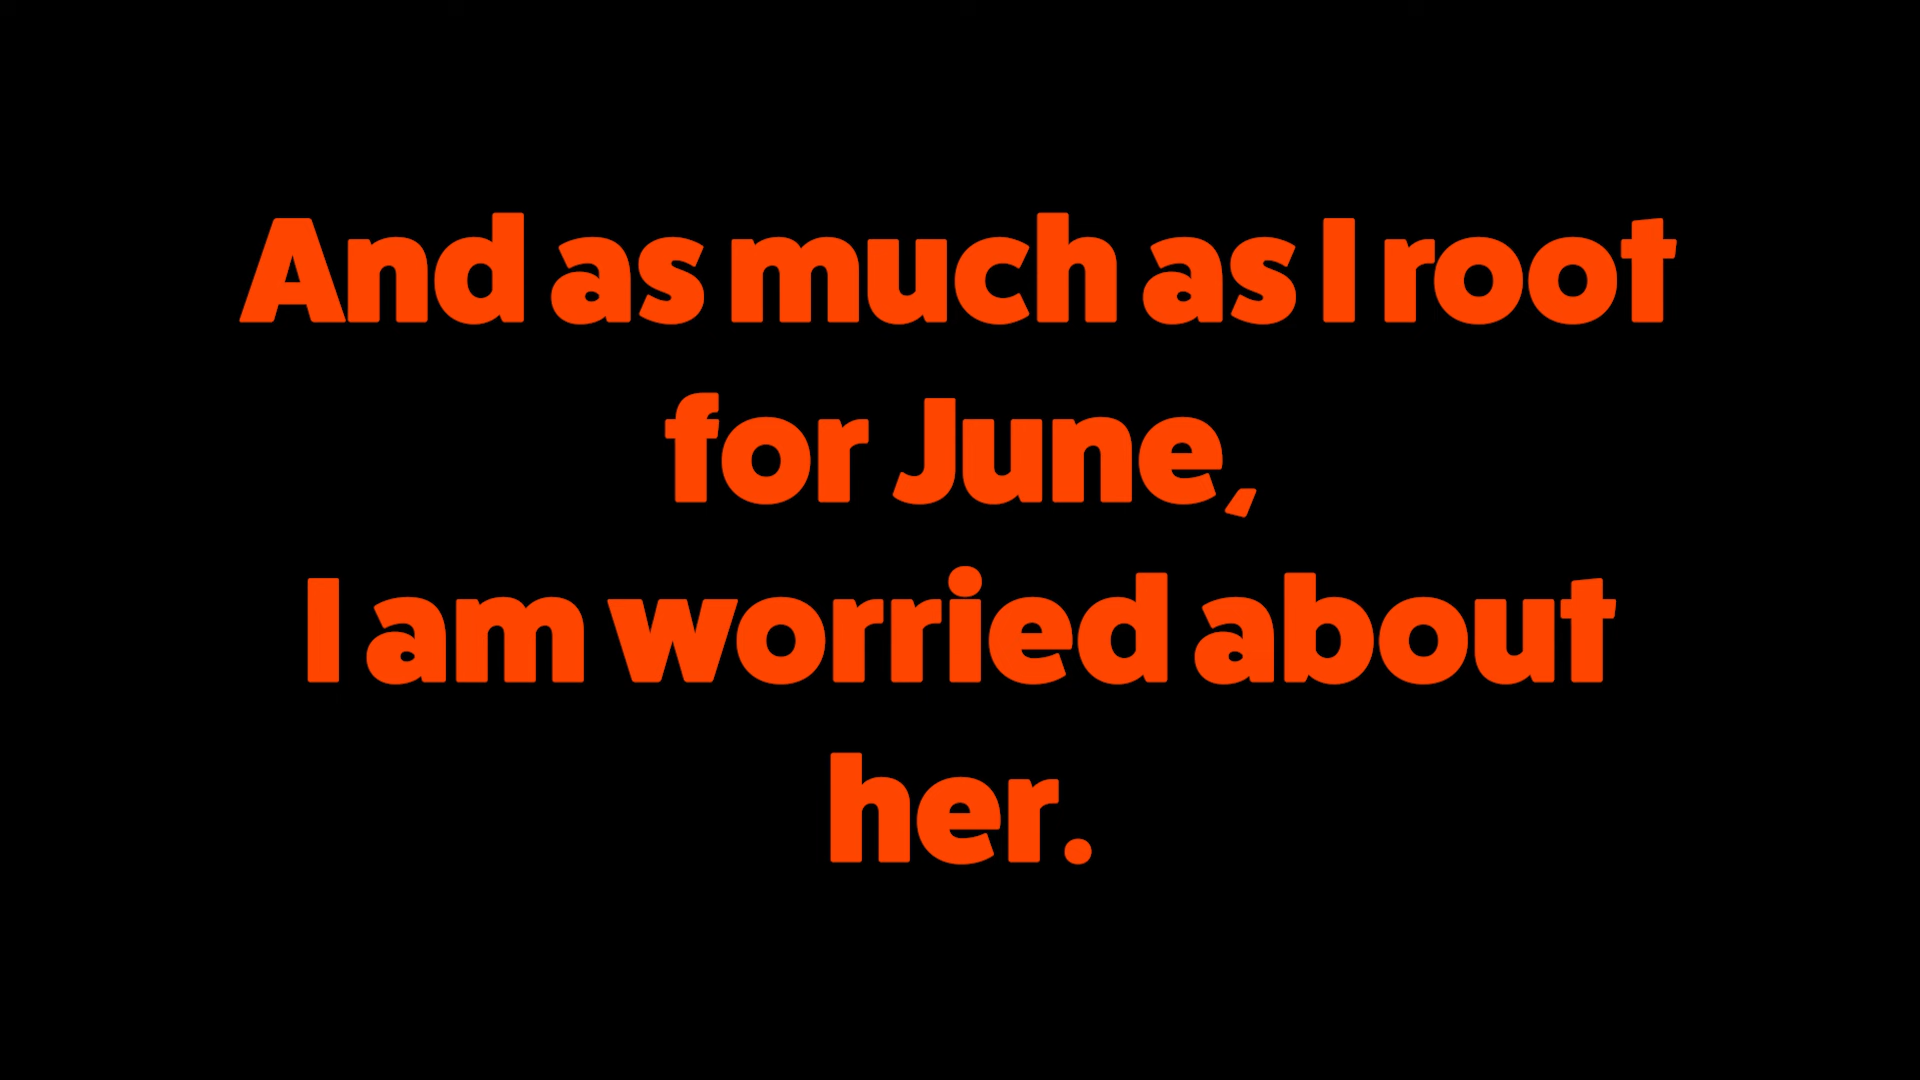 And as much as I root
for June,
I am worried about
her.